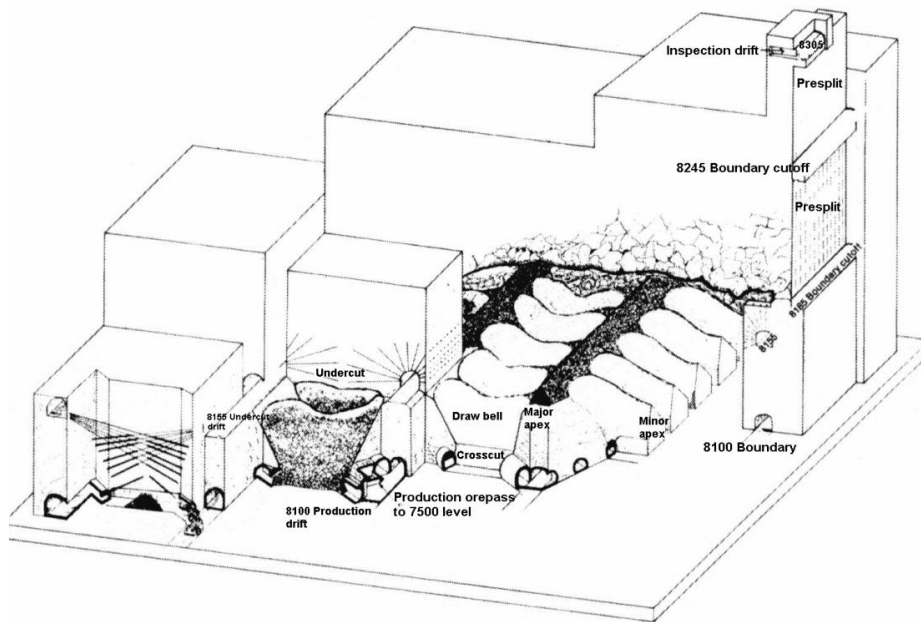 8305
Inspection drift
Presplit
8245 Boundary cutoff
Presplit
8185 Boundary cutoff
8155
Undercut
8155 Undercut
drift
Draw bell
Major
apex
Minor
apex
Crosscut
8100 Boundary
Production orepass
to 7500 level
8100 Production
drift